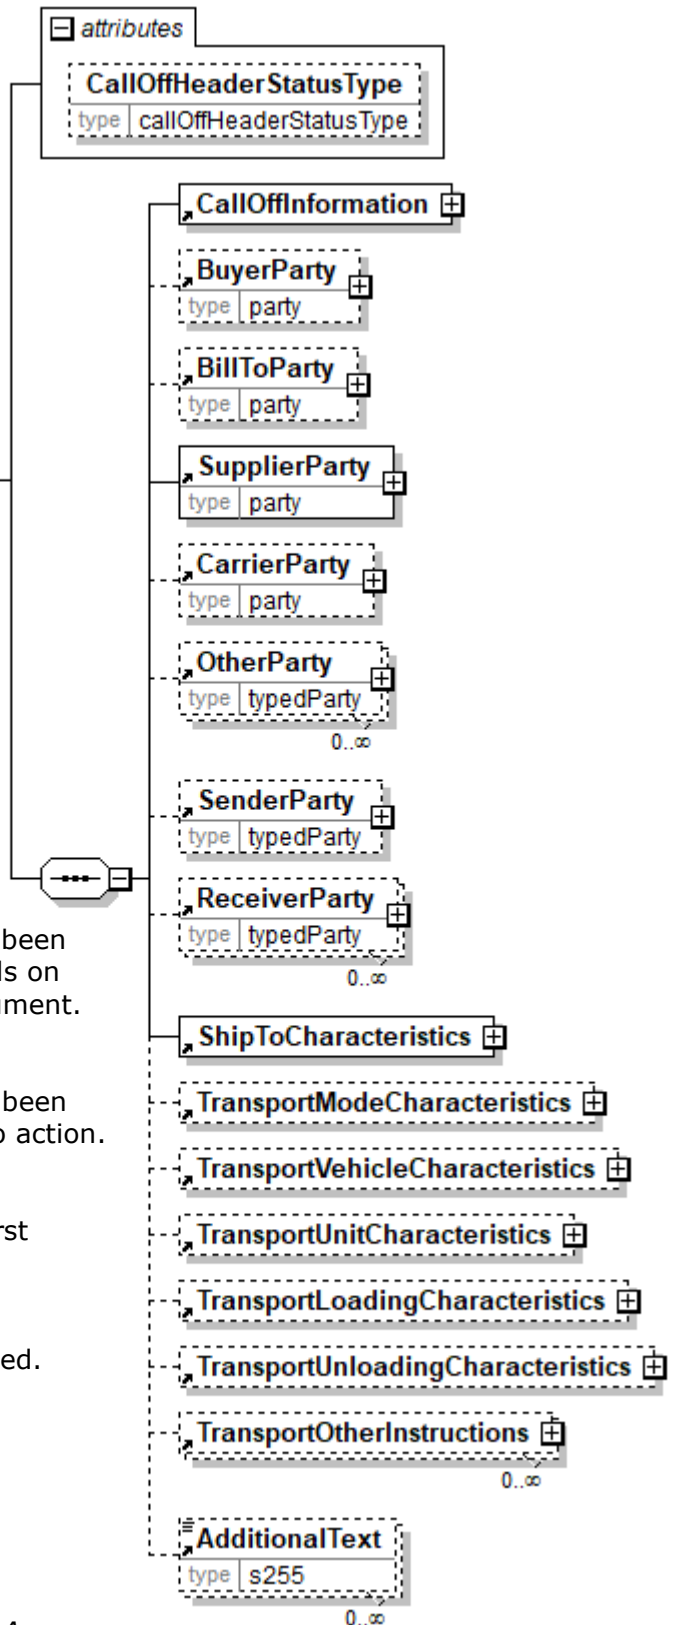 attributes
CallOffHeaderStatusType
type callOffHeaderStatusType
CallOffInformation
BuyerParty
type party
BillToParty
type party
SupplierParty
type party
CarrierParty
type party
OtherParty
type typedParty
0..∞
SenderParty
type typedParty
ReceiverParty
type typedParty
0..∞
been
ls on
ument.
ShipToCharacteristics
been
o action.
TransportModeCharacteristics
TransportVehicleCharacteristics
rst
TransportUnitCharacteristics
TransportLoadingCharacteristics
ed.
TransportUnloadingCharacteristics
TransportOtherInstructions
0..∞
AdditionalText
type s255
0..∞